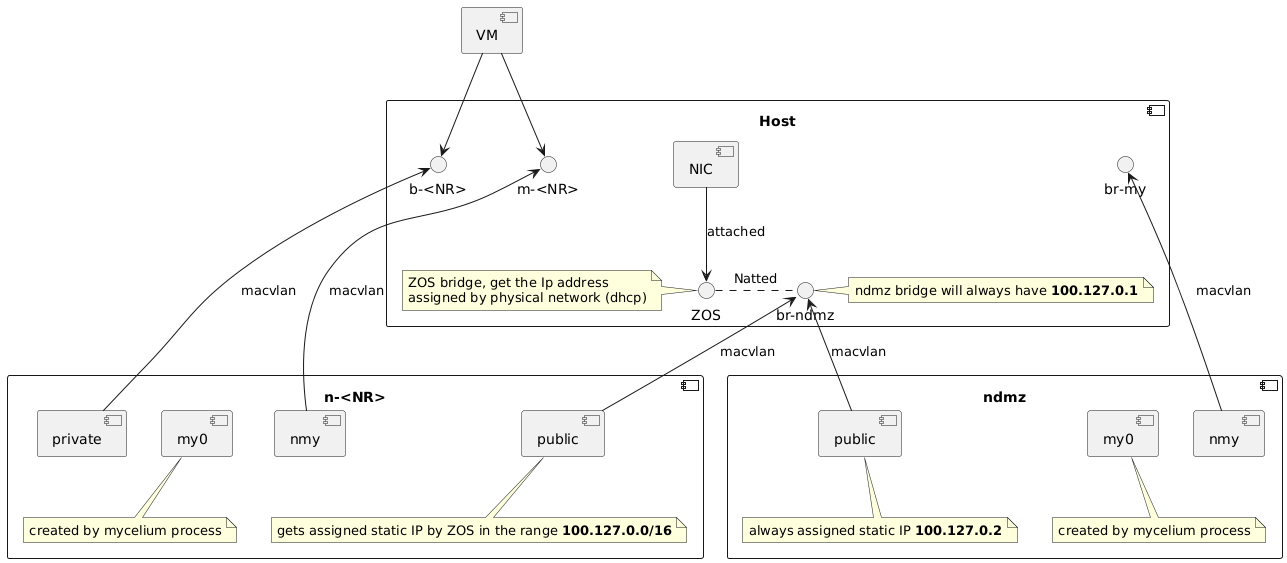 VM
Host
NIC
b-<NR>
m-<NR>
br-my
attached
ZOS bridge, get the Ip address
assigned by physical network (dhcp)
Natted
ndmz bridge will always have 100.127.0.1
macvlan
macvlan
macvlan
ZOS
br-ndmz
macvlan
macvlan
n-<NR>
private
my0
nmy
public
created by mycelium process
gets assigned static IP by ZOS in the range 100.127.0.0/16
ndmz
public
my0
nmy
always assigned static IP 100.127.0.2
created by mycelium process